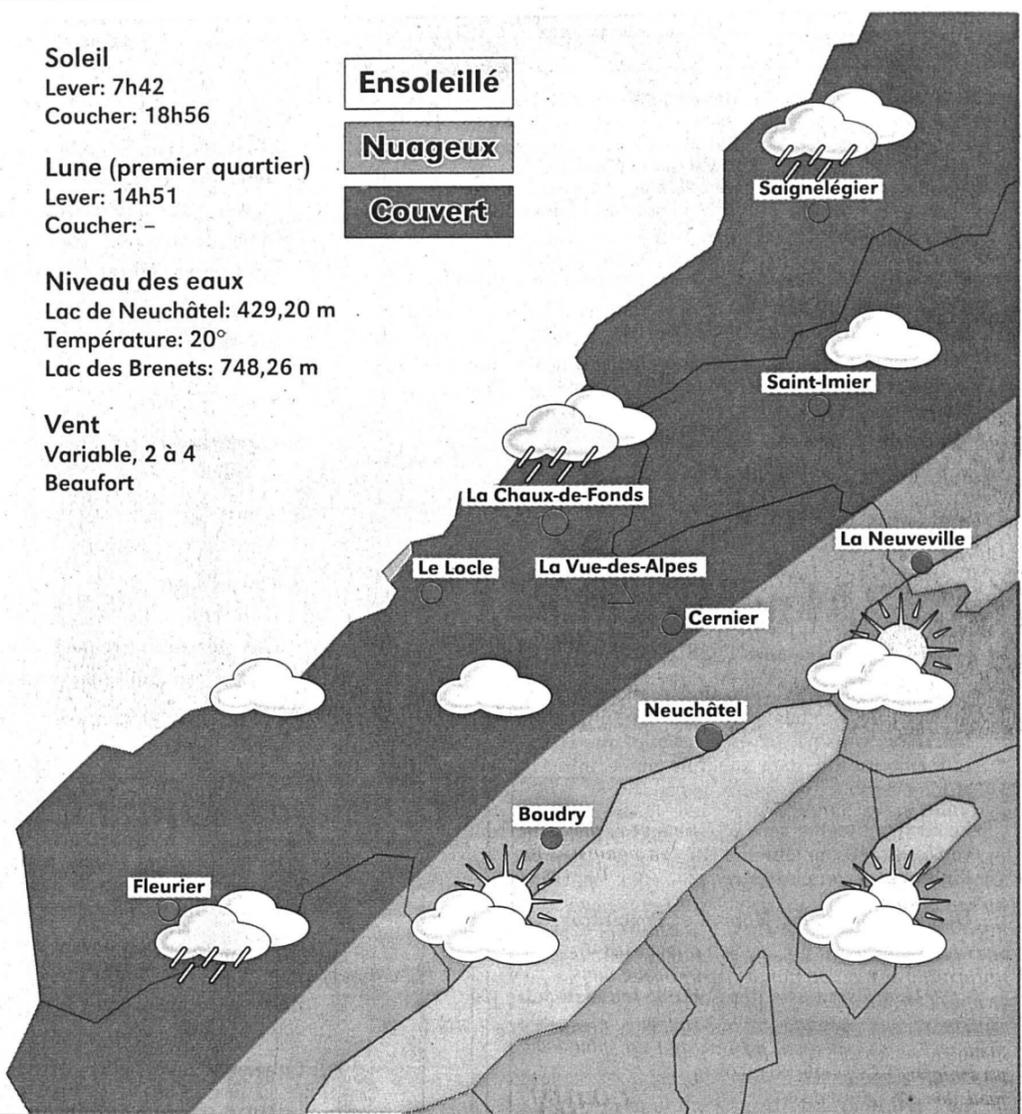 Soleil
Lever: 7h42
Coucher: 18h56
Lune (premier quartier)
Lever: 14h51
Coucher: –
Niveau des eaux
Lac de Neuchâtel: 429,20 m
Température: 20°
Lac des Brenets: 748,26 m
Vent
Variable, 2 à 4
Beaufort
Ensoleillé
Nuageux
Couvert
Saignelégier
Saint-Imier
La Chaux-de-Fonds
La Neuveville
Le Locle
La Vue-des-Alpes
Cernier
Neuchâtel
Boudry
Fleurier